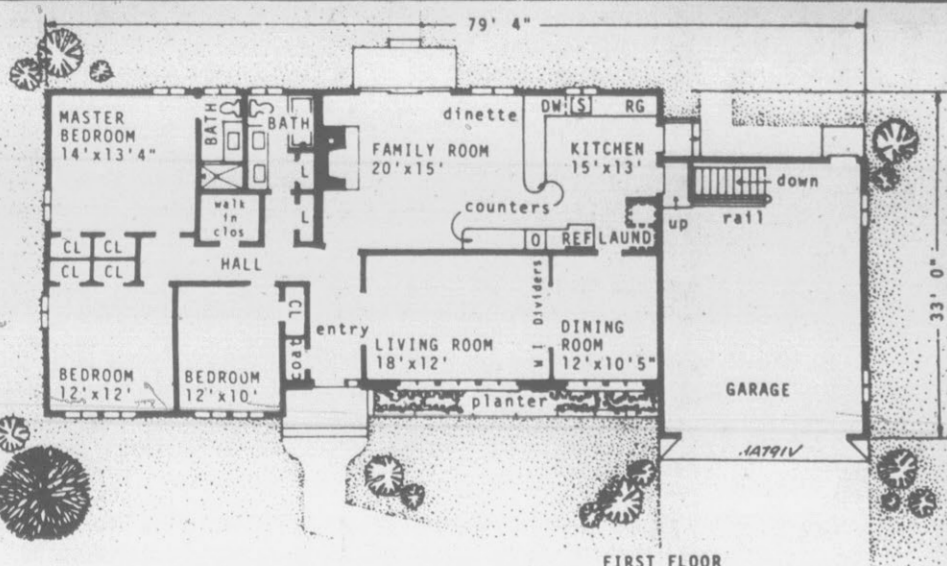 79' 4"
MASTER
BEDROOM
14'x13'4"
BATH
BATH
L
L
walk
in
clos
CL CL
CL CL
HALL
CL
Coat
entry
BEDROOM
12'x12'
BEDROOM
12'x10'
FAMILY ROOM
20'x15'
dinette
DW S RG
KITCHEN
15'x13'
counters
O REF LAUND
up
down
rail
LIVING ROOM
18'x12'
W I Dividers
DINING
ROOM
12'x10'5"
planter
GARAGE
33' 0"
FIRST FLOOR